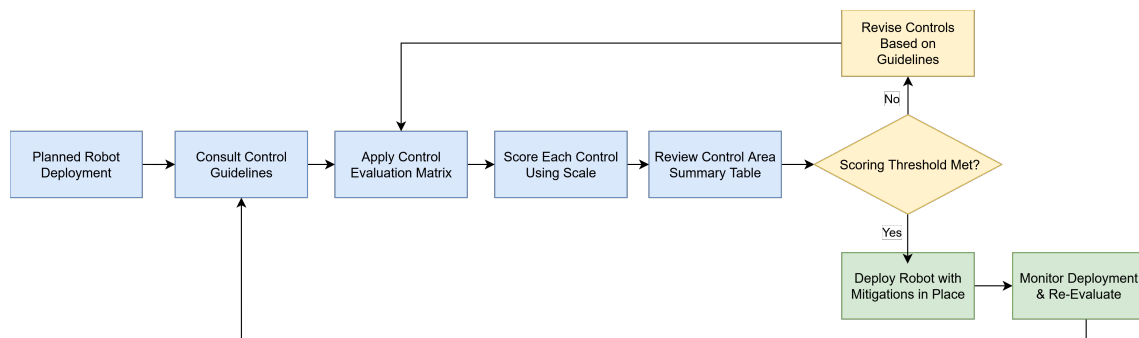 Revise Controls
Based on
Guidelines
No
Planned Robot
Deployment
Consult Control
Guidelines
Apply Control
Evaluation Matrix
Score Each Control
Using Scale
Review Control Area
Summary Table
Scoring Threshold Met?
Yes
Deploy Robot with
Mitigations in Place
Monitor Deployment
& Re-Evaluate